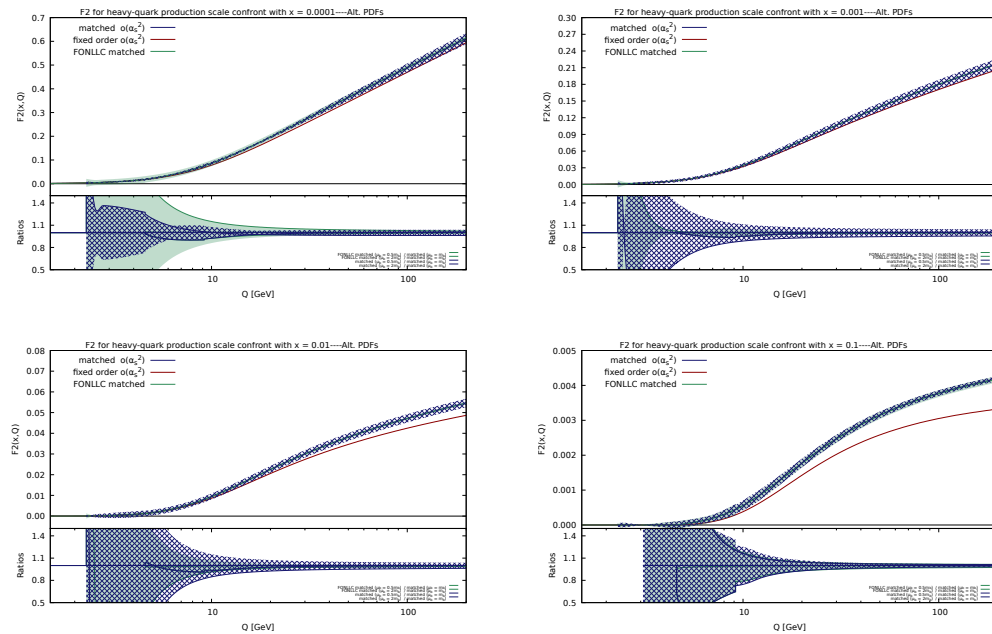 F2 for heavy-quark production scale confront with x = 0.0001----Alt. PDFs
matched o(αs²)
fixed order o(αs²)
FONLLC matched
F2(x,Q)
0.7
0.6
0.5
0.4
0.3
0.2
0.1
0.0
Ratios
1.4
1.1
0.8
0.5
10
100
Q [GeV]
F2 for heavy-quark production scale confront with x = 0.001----Alt. PDFs
matched o(αs²)
fixed order o(αs²)
FONLLC matched
F2(x,Q)
0.30
0.27
0.24
0.21
0.18
0.15
0.12
0.09
0.06
0.03
0.00
Ratios
1.4
1.1
0.8
0.5
10
100
Q [GeV]
F2 for heavy-quark production scale confront with x = 0.01----Alt. PDFs
matched o(αs²)
fixed order o(αs²)
FONLLC matched
F2(x,Q)
0.08
0.07
0.06
0.05
0.04
0.03
0.02
0.01
0.00
Ratios
1.4
1.1
0.8
0.5
10
100
Q [GeV]
F2 for heavy-quark production scale confront with x = 0.1----Alt. PDFs
matched o(αs²)
fixed order o(αs²)
FONLLC matched
F2(x,Q)
0.005
0.004
0.003
0.002
0.001
0.000
Ratios
1.4
1.1
0.8
0.5
10
100
Q [GeV]